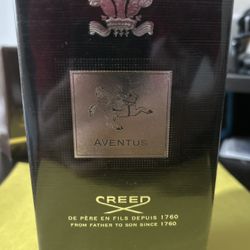 AVENTUS
CREED
DE PÈRE EN FILS DEPUIS 1760
FROM FATHER TO SON SINCE 1760